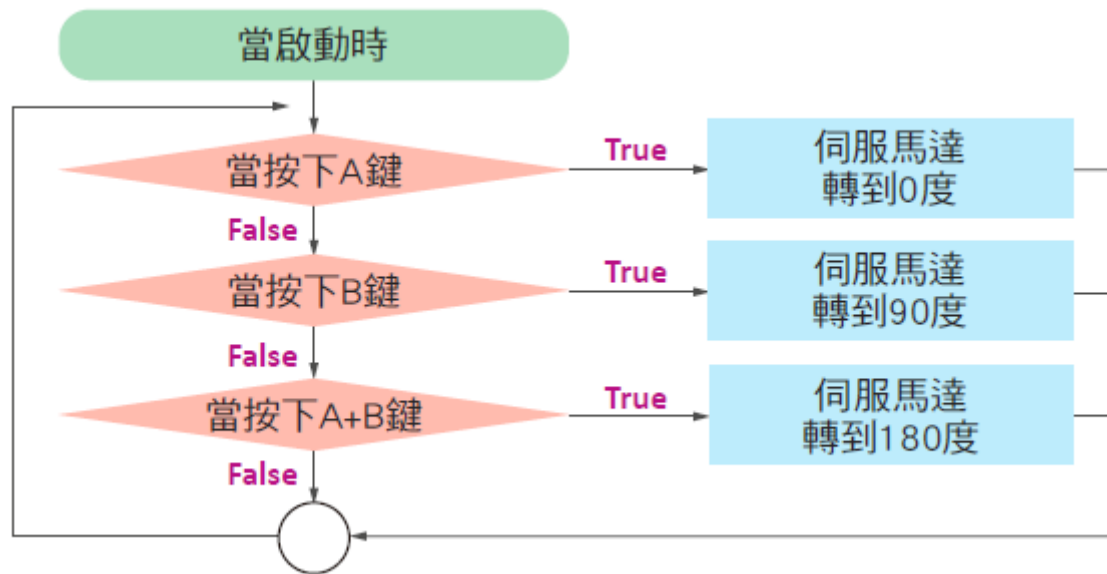 當啟動時
當按下A鍵
True
伺服馬達
轉到0度
False
當按下B鍵
True
伺服馬達
轉到90度
False
當按下A+B鍵
True
伺服馬達
轉到180度
False